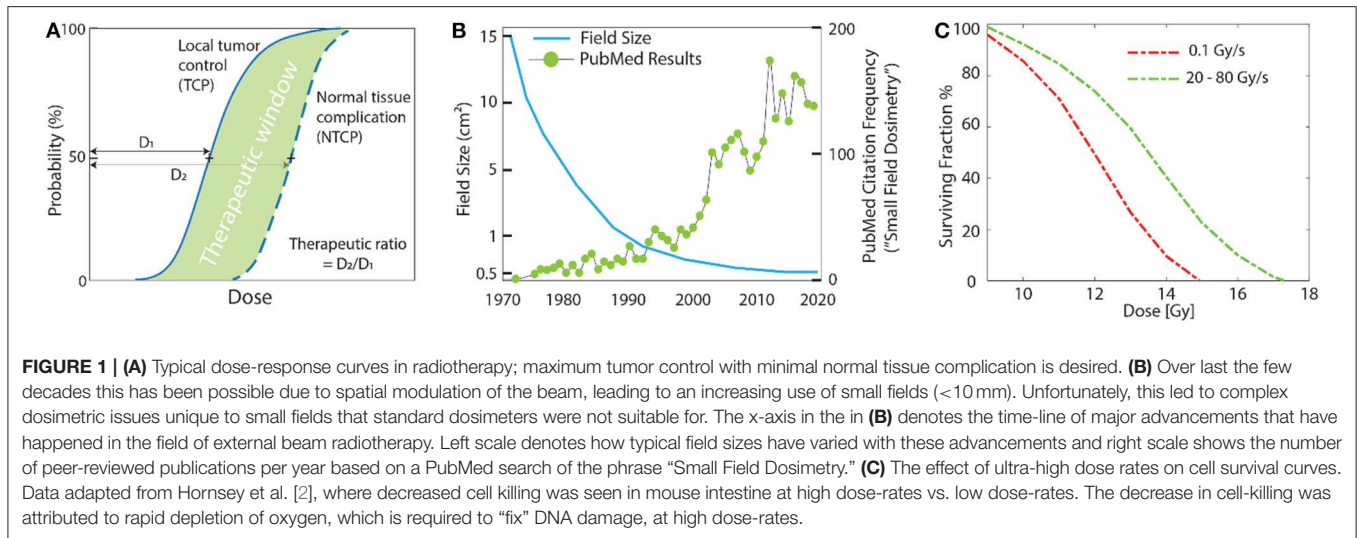 A
100
50
0
Probability (%)
Local tumor
control
(TCP)
Normal tissue
complication
(NTCP)
Therapeutic window
D₁
D₂
Therapeutic ratio
= D₂/D₁
Dose
B
15
10
5
1
0.5
Field Size (cm²)
Field Size
PubMed Results
200
100
0
PubMed Citation Frequency
("Small Field Dosimetry")
1970 1980 1990 2000 2010 2020
C
100
80
60
40
20
0
Surviving Fraction %
0.1 Gy/s
20 - 80 Gy/s
10 12 14 16 18
Dose [Gy]
FIGURE 1 | (A) Typical dose-response curves in radiotherapy; maximum tumor control with minimal normal tissue complication is desired. (B) Over last the few
decades this has been possible due to spatial modulation of the beam, leading to an increasing use of small fields (<10 mm). Unfortunately, this led to complex
dosimetric issues unique to small fields that standard dosimeters were not suitable for. The x-axis in the in (B) denotes the time-line of major advancements that have
happened in the field of external beam radiotherapy. Left scale denotes how typical field sizes have varied with these advancements and right scale shows the number
of peer-reviewed publications per year based on a PubMed search of the phrase “Small Field Dosimetry.” (C) The effect of ultra-high dose rates on cell survival curves.
Data adapted from Hornsey et al. [2], where decreased cell killing was seen in mouse intestine at high dose-rates vs. low dose-rates. The decrease in cell-killing was
attributed to rapid depletion of oxygen, which is required to “fix” DNA damage, at high dose-rates.